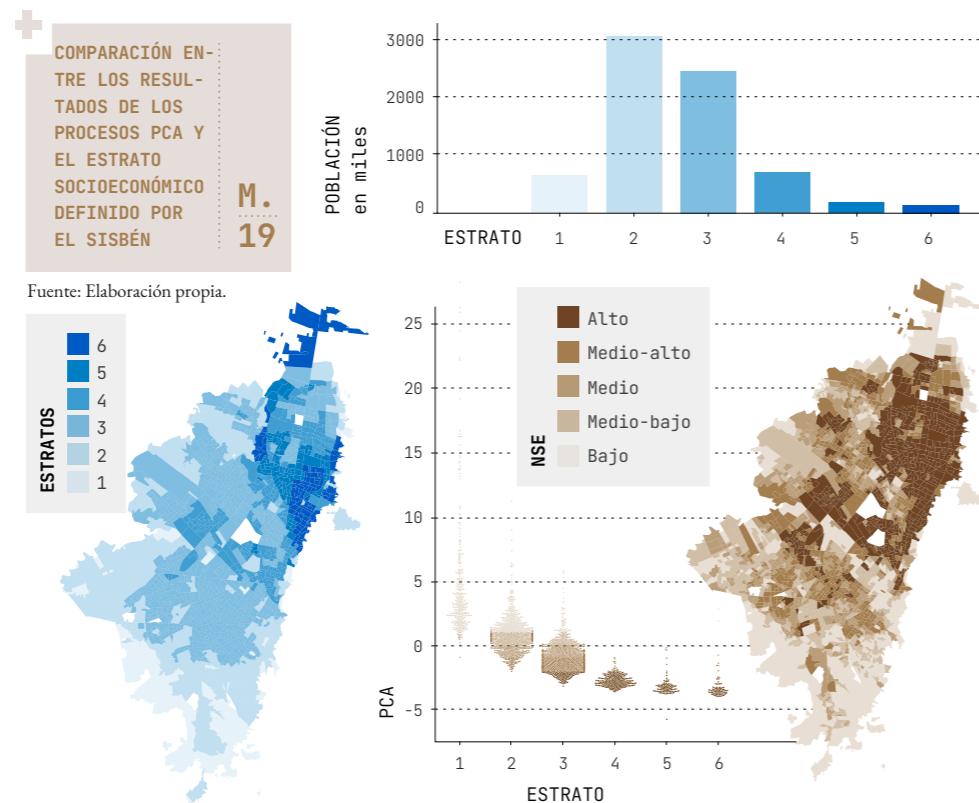 COMPARACIÓN EN-
TRE LOS RESUL-
TADOS DE LOS
PROCESOS PCA Y
EL ESTRATO
SOCIOECONÓMICO
DEFINIDO POR
EL SISBÉN
M.
19
Fuente: Elaboración propia.
POBLACIÓN
en miles
3000
2000
1000
0
ESTRATO 1 2 3 4 5 6
ESTRATOS
6
5
4
3
2
1
NSE
Alto
Medio-alto
Medio
Medio-bajo
Bajo
PCA
25
20
15
10
5
0
-5
1 2 3 4 5 6
ESTRATO